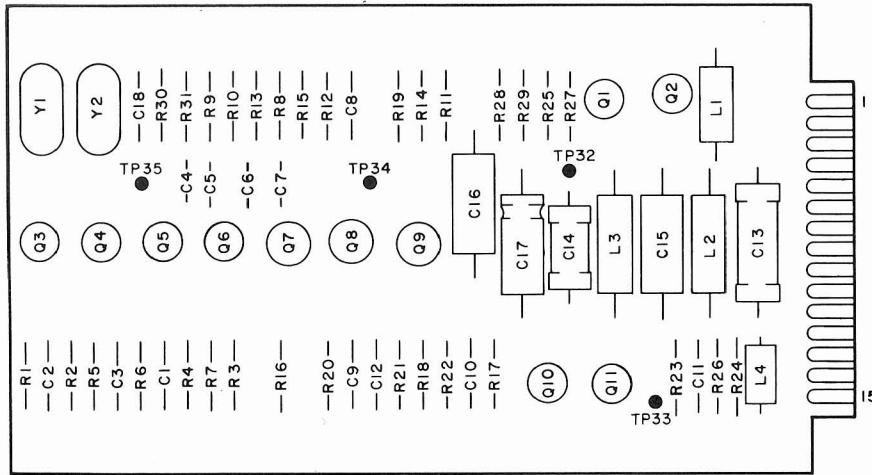 Y1
Y2
C18
R30
R31
R9
R10
R13
R8
R15
R12
C8
R19
R14
R11
R28
R29
R25
R27
Q1
Q2
L1
1
TP35
C4
C5
C6
C7
TP34
TP32
C16
Q3
Q4
Q5
Q6
Q7
Q8
Q9
C17
C14
L3
C15
L2
C13
R1
C2
R2
R5
C3
R6
C1
R4
R7
R3
R16
R20
C9
C12
R21
R18
R22
C10
R17
Q10
Q11
TP33
R23
C11
R26
R24
L4
15